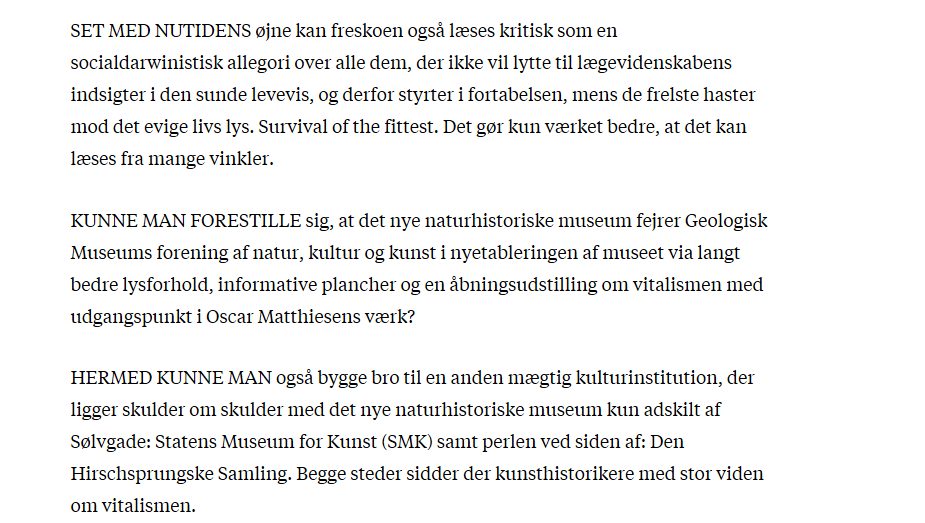 SET MED NUTIDENS øjne kan freskoen også læses kritisk som en
socialdarwinistisk allegori over alle dem, der ikke vil lytte til lægevidenskabens
indsigter i den sunde levevis, og derfor styrter i fortabelsen, mens de frelste haster
mod det evige livs lys. Survival of the fittest. Det gør kun værket bedre, at det kan
læses fra mange vinkler.
KUNNE MAN FORESTILLE sig, at det nye naturhistoriske museum fejrer Geologisk
Museums forening af natur, kultur og kunst i nyetableringen af museet via langt
bedre lysforhold, informative plancher og en åbningsudstilling om vitalismen med
udgangspunkt i Oscar Matthiesens værk?
HERMED KUNNE MAN også bygge bro til en anden mægtig kulturinstitution, der
ligger skulder om skulder med det nye naturhistoriske museum kun adskilt af
Sølvgade: Statens Museum for Kunst (SMK) samt perlen ved siden af: Den
Hirschsprungske Samling. Begge steder sidder der kunsthistorikere med stor viden
om vitalismen.